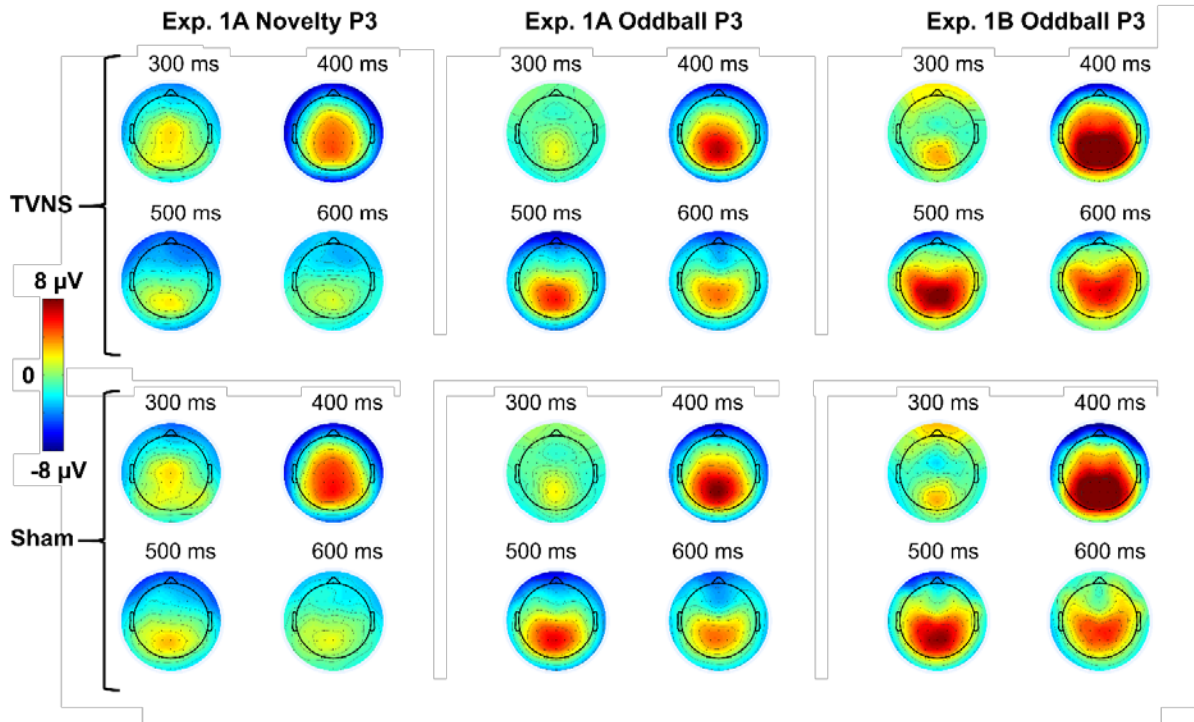 Exp. 1A Novelty P3 Exp. 1A Oddball P3 Exp. 1B Oddball P3
300 ms 400 ms 300 ms 400 ms 300 ms 400 ms
TVNS
500 ms 600 ms 500 ms 600 ms 500 ms 600 ms
8 µV
0
-8 µV
300 ms 400 ms 300 ms 400 ms 300 ms 400 ms
Sham
500 ms 600 ms 500 ms 600 ms 500 ms 600 ms